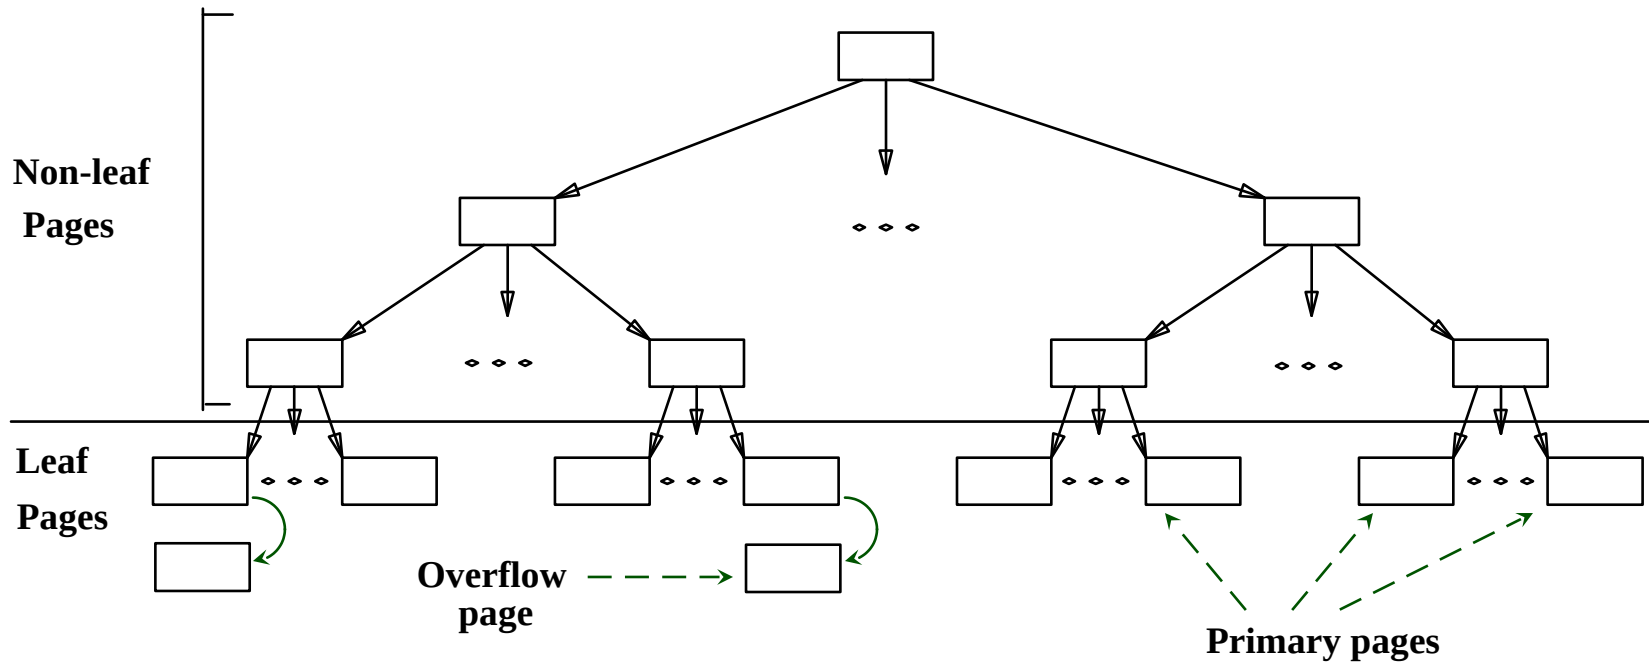 Non-leaf
Pages
Leaf
Pages
Overflow
page
Primary pages